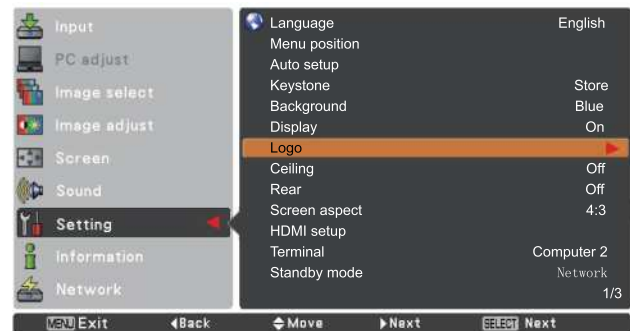 Input
PC adjust
Image select
Image adjust
Screen
Sound
Setting
Information
Network
Language English
Menu position
Auto setup
Keystone Store
Background Blue
Display On
Logo
Ceiling Off
Rear Off
Screen aspect 4:3
HDMI setup
Terminal Computer 2
Standby mode Network
1/3
MENU Exit Back Move Next SELECT Next